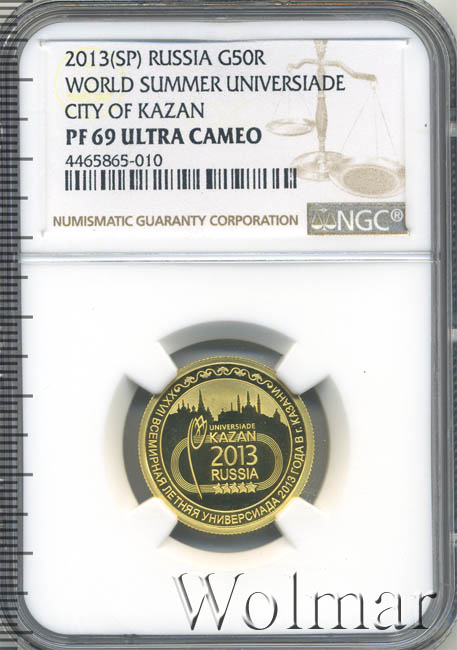 2013(SP) RUSSIA G50R
WORLD SUMMER UNIVERSIADE
CITY OF KAZAN
PF 69 ULTRA CAMEO
4465865-010
NUMISMATIC GUARANTY CORPORATION
NGC®
UNIVERSIADE
KAZAN
2013
RUSSIA
XXVII ВСЕМИРНАЯ ЛЕТНЯЯ УНИВЕРСИАДА 2013 ГОДА В г. КАЗАНИ
Wolmar